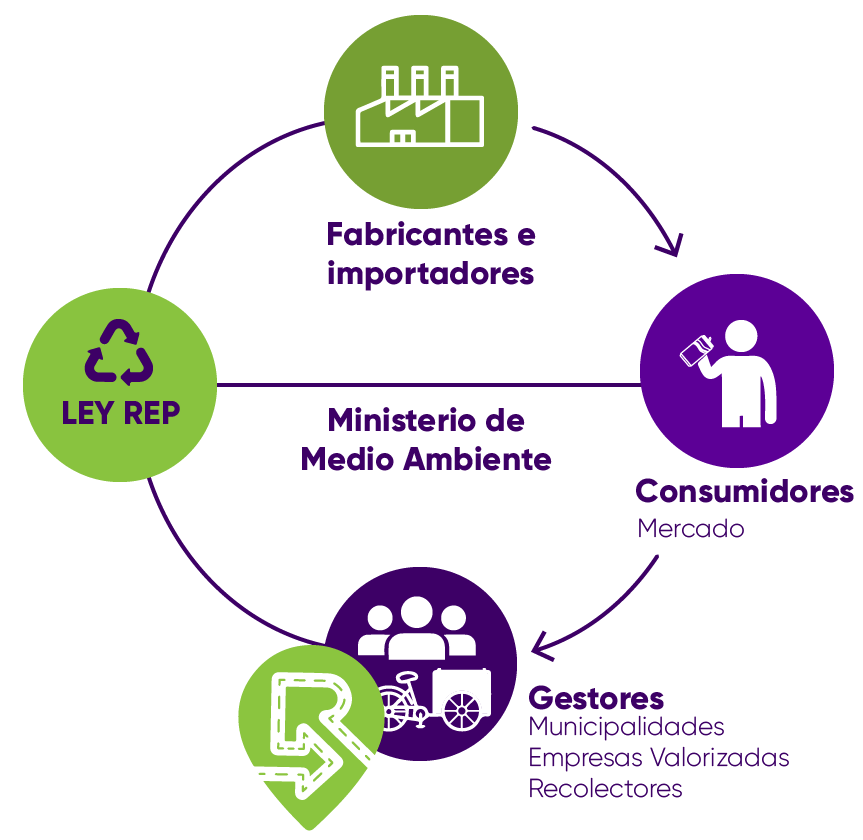 Fabricantes e
importadores
LEY REP
Ministerio de
Medio Ambiente
Consumidores
Mercado
Gestores
Municipalidades
Empresas Valorizadas
Recolectores